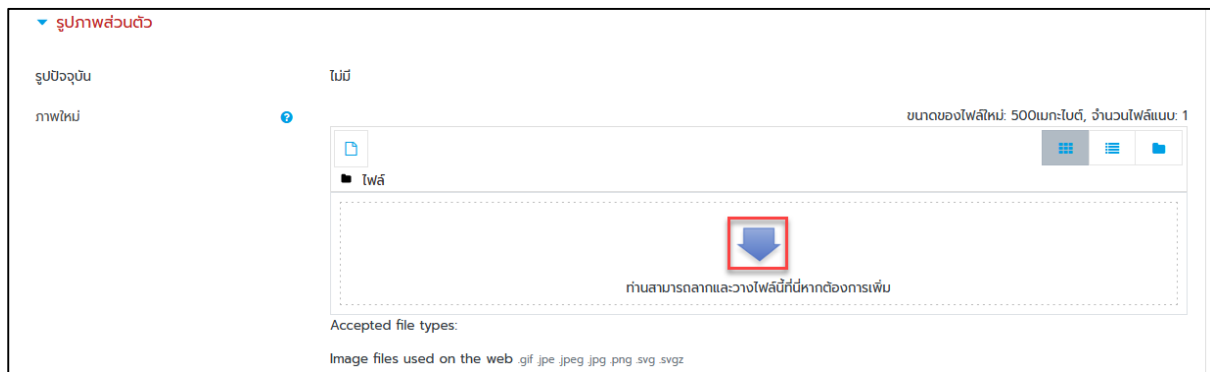 รูปภาพส่วนตัว
รูปปัจจุบัน ไม่มี
ภาพใหม่ ขนาดของไฟล์ใหม่: 500เมกะไบต์, จำนวนไฟล์แนบ: 1
ไฟล์
ท่านสามารถลากและวางไฟล์นี้ที่นี่หากต้องการเพิ่ม
Accepted file types:
Image files used on the web .gif .jpe .jpeg .jpg .png .svg .svgz